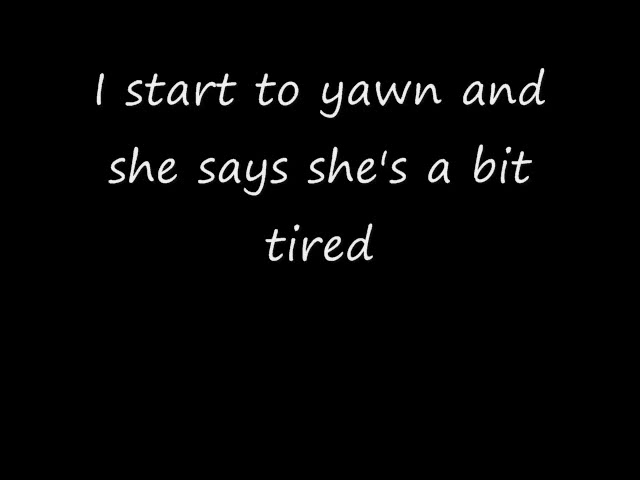 I start to yawn and
she says she's a bit
tired